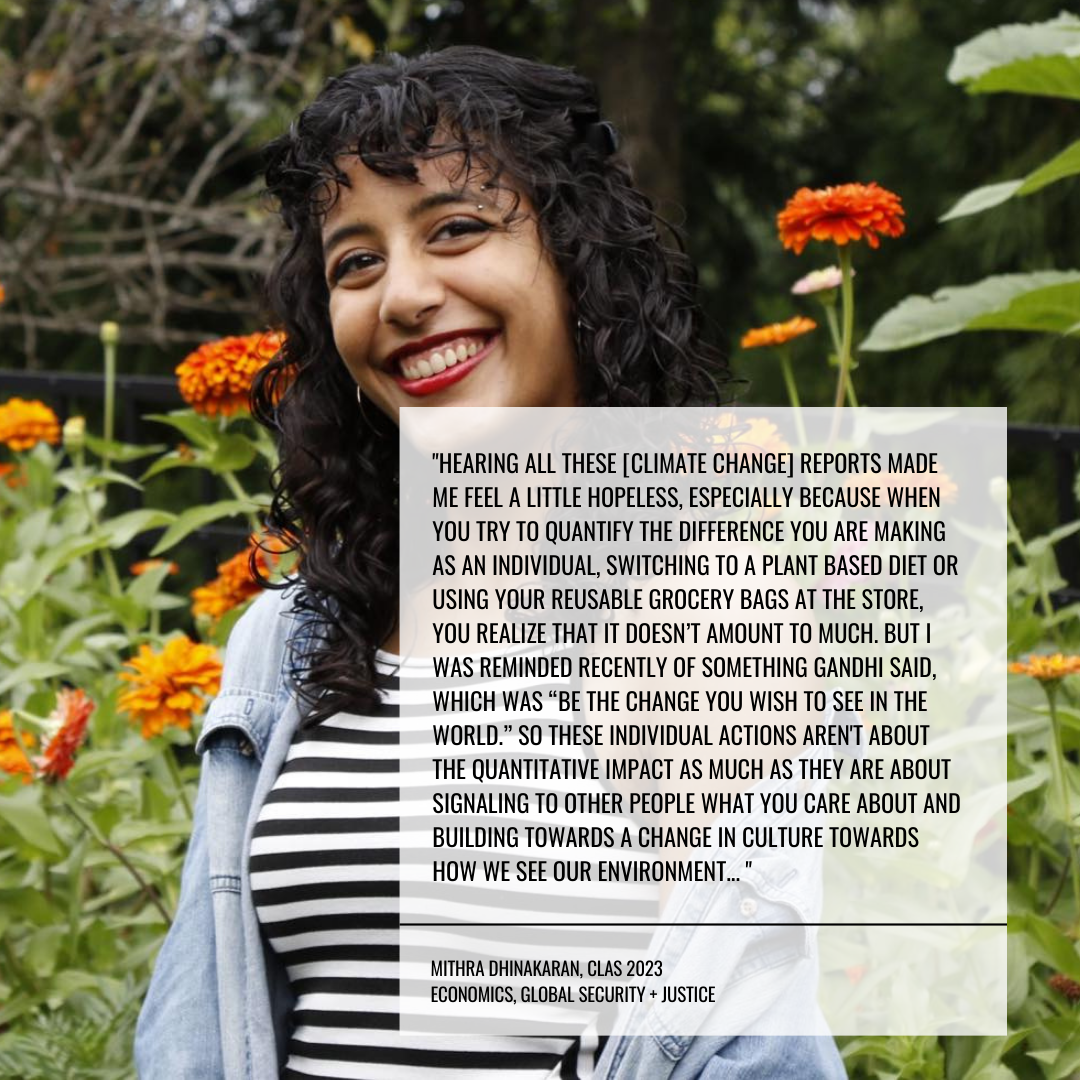 "HEARING ALL THESE [CLIMATE CHANGE] REPORTS MADE
ME FEEL A LITTLE HOPELESS, ESPECIALLY BECAUSE WHEN
YOU TRY TO QUANTIFY THE DIFFERENCE YOU ARE MAKING
AS AN INDIVIDUAL, SWITCHING TO A PLANT BASED DIET OR
USING YOUR REUSABLE GROCERY BAGS AT THE STORE,
YOU REALIZE THAT IT DOESN’T AMOUNT TO MUCH. BUT I
WAS REMINDED RECENTLY OF SOMETHING GANDHI SAID,
WHICH WAS “BE THE CHANGE YOU WISH TO SEE IN THE
WORLD.” SO THESE INDIVIDUAL ACTIONS AREN'T ABOUT
THE QUANTITATIVE IMPACT AS MUCH AS THEY ARE ABOUT
SIGNALING TO OTHER PEOPLE WHAT YOU CARE ABOUT AND
BUILDING TOWARDS A CHANGE IN CULTURE TOWARDS
HOW WE SEE OUR ENVIRONMENT... "
MITHRA DHINAKARAN, CLAS 2023
ECONOMICS, GLOBAL SECURITY + JUSTICE